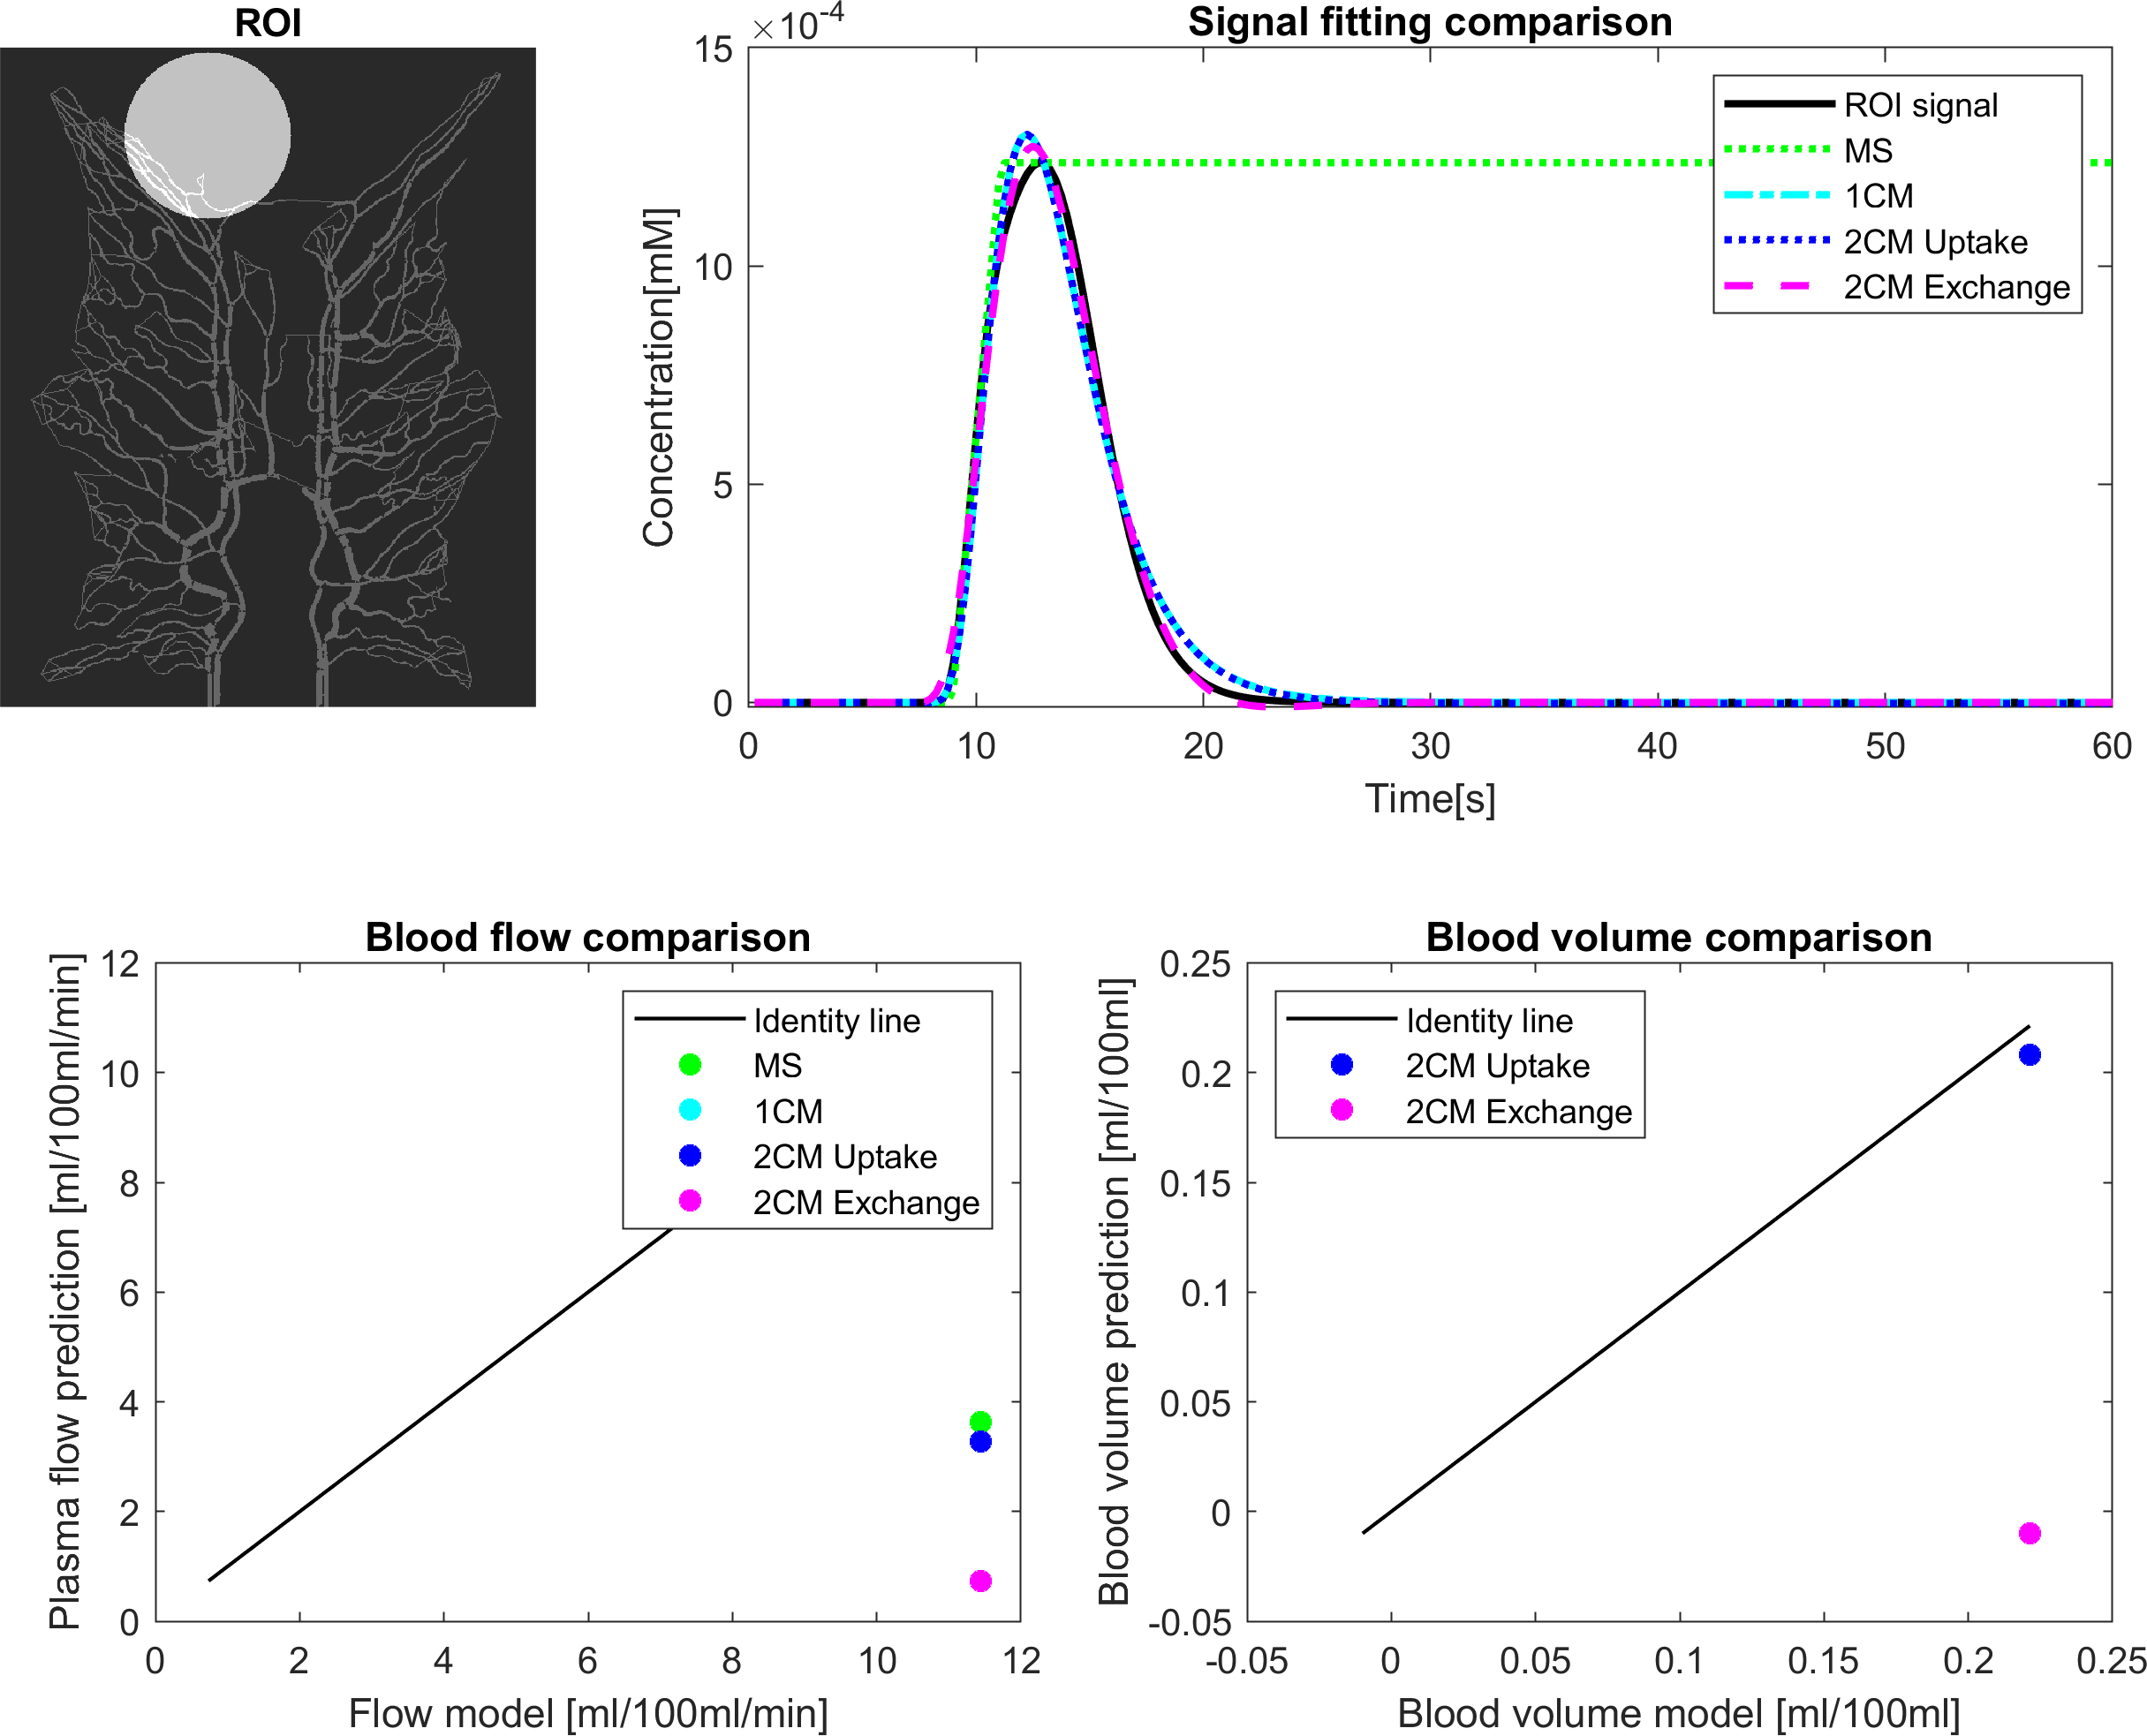 ROI
Signal fitting comparison
×10-4
15
10
5
0
Concentration[mM]
0 10 20 30 40 50 60
Time[s]
ROI signal
MS
1CM
2CM Uptake
2CM Exchange
Blood flow comparison
12
10
8
6
4
2
0
Plasma flow prediction [ml/100ml/min]
0 2 4 6 8 10 12
Flow model [ml/100ml/min]
Identity line
MS
1CM
2CM Uptake
2CM Exchange
Blood volume comparison
0.25
0.2
0.15
0.1
0.05
0
-0.05
Blood volume prediction [ml/100ml]
-0.05 0 0.05 0.1 0.15 0.2 0.25
Blood volume model [ml/100ml]
Identity line
2CM Uptake
2CM Exchange